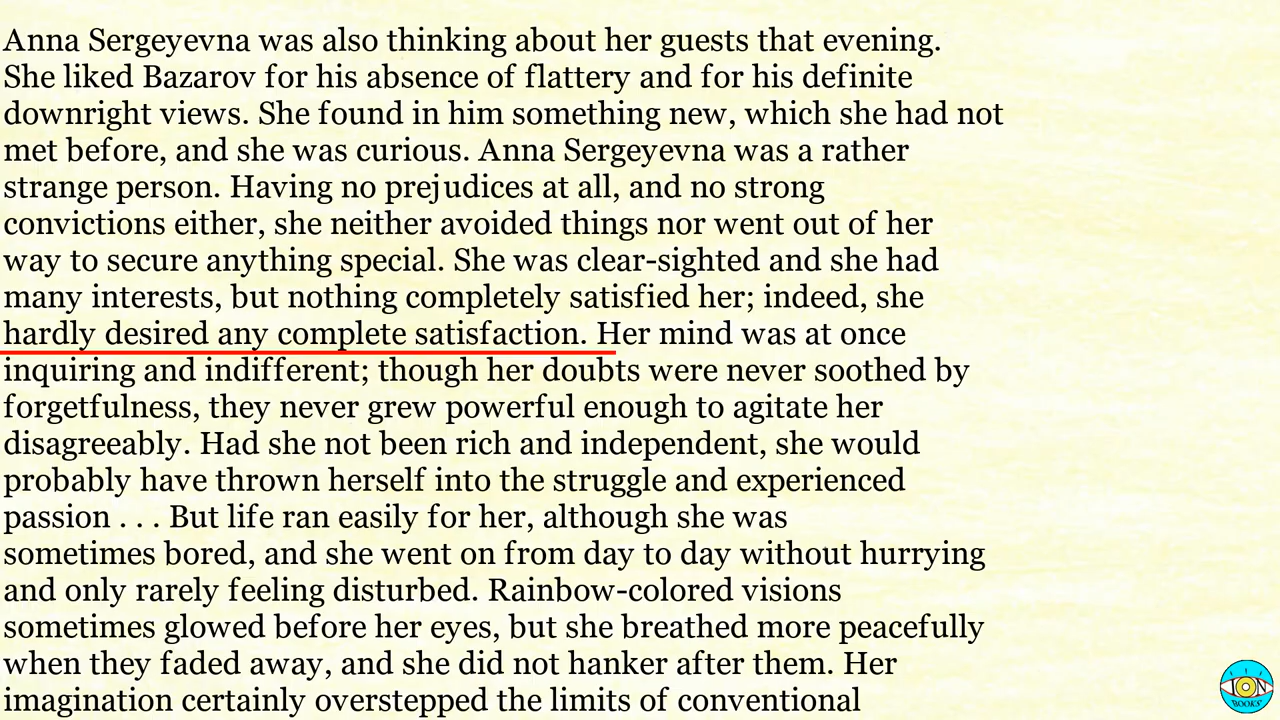 Anna Sergeyevna was also thinking about her guests that evening.
She liked Bazarov for his absence of flattery and for his definite
downright views. She found in him something new, which she had not
met before, and she was curious. Anna Sergeyevna was a rather
strange person. Having no prejudices at all, and no strong
convictions either, she neither avoided things nor went out of her
way to secure anything special. She was clear-sighted and she had
many interests, but nothing completely satisfied her; indeed, she
hardly desired any complete satisfaction. Her mind was at once
inquiring and indifferent; though her doubts were never soothed by
forgetfulness, they never grew powerful enough to agitate her
disagreeably. Had she not been rich and independent, she would
probably have thrown herself into the struggle and experienced
passion . . . But life ran easily for her, although she was
sometimes bored, and she went on from day to day without hurrying
and only rarely feeling disturbed. Rainbow-colored visions
sometimes glowed before her eyes, but she breathed more peacefully
when they faded away, and she did not hanker after them. Her
imagination certainly overstepped the limits of conventional
ION
BOOKS